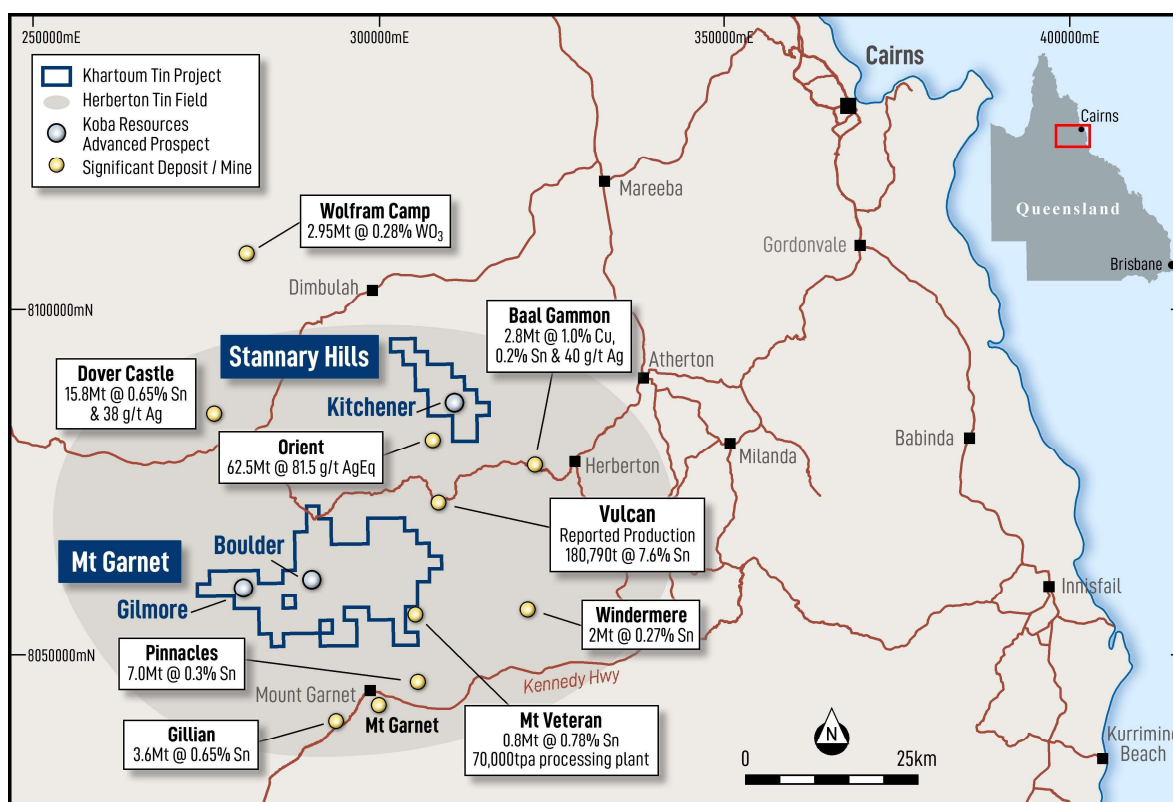 250000mE
300000mE
350000mE
400000mE
Khartoum Tin Project
Herberton Tin Field
Koba Resources
Advanced Prospect
Significant Deposit / Mine
Cairns
Cairns
Queensland
Brisbane
Mareeba
Wolfram Camp
2.95Mt @ 0.28% WO₃
Gordonvale
Dimbulah
8100000mN
Baal Gammon
2.8Mt @ 1.0% Cu,
0.2% Sn & 40 g/t Ag
Stannary Hills
Atherton
Dover Castle
15.8Mt @ 0.65% Sn
& 38 g/t Ag
Kitchener
Orient
62.5Mt @ 81.5 g/t AgEq
Babinda
Milanda
Herberton
Vulcan
Reported Production
180,790t @ 7.6% Sn
Boulder
Mt Garnet
Gilmore
Innisfail
Windermere
2Mt @ 0.27% Sn
8050000mN
Pinnacles
7.0Mt @ 0.3% Sn
Kennedy Hwy
Mount Garnet
Mt Garnet
Gillian
3.6Mt @ 0.65% Sn
Mt Veteran
0.8Mt @ 0.78% Sn
70,000tpa processing plant
N
0
25km
Kurrimine
Beach